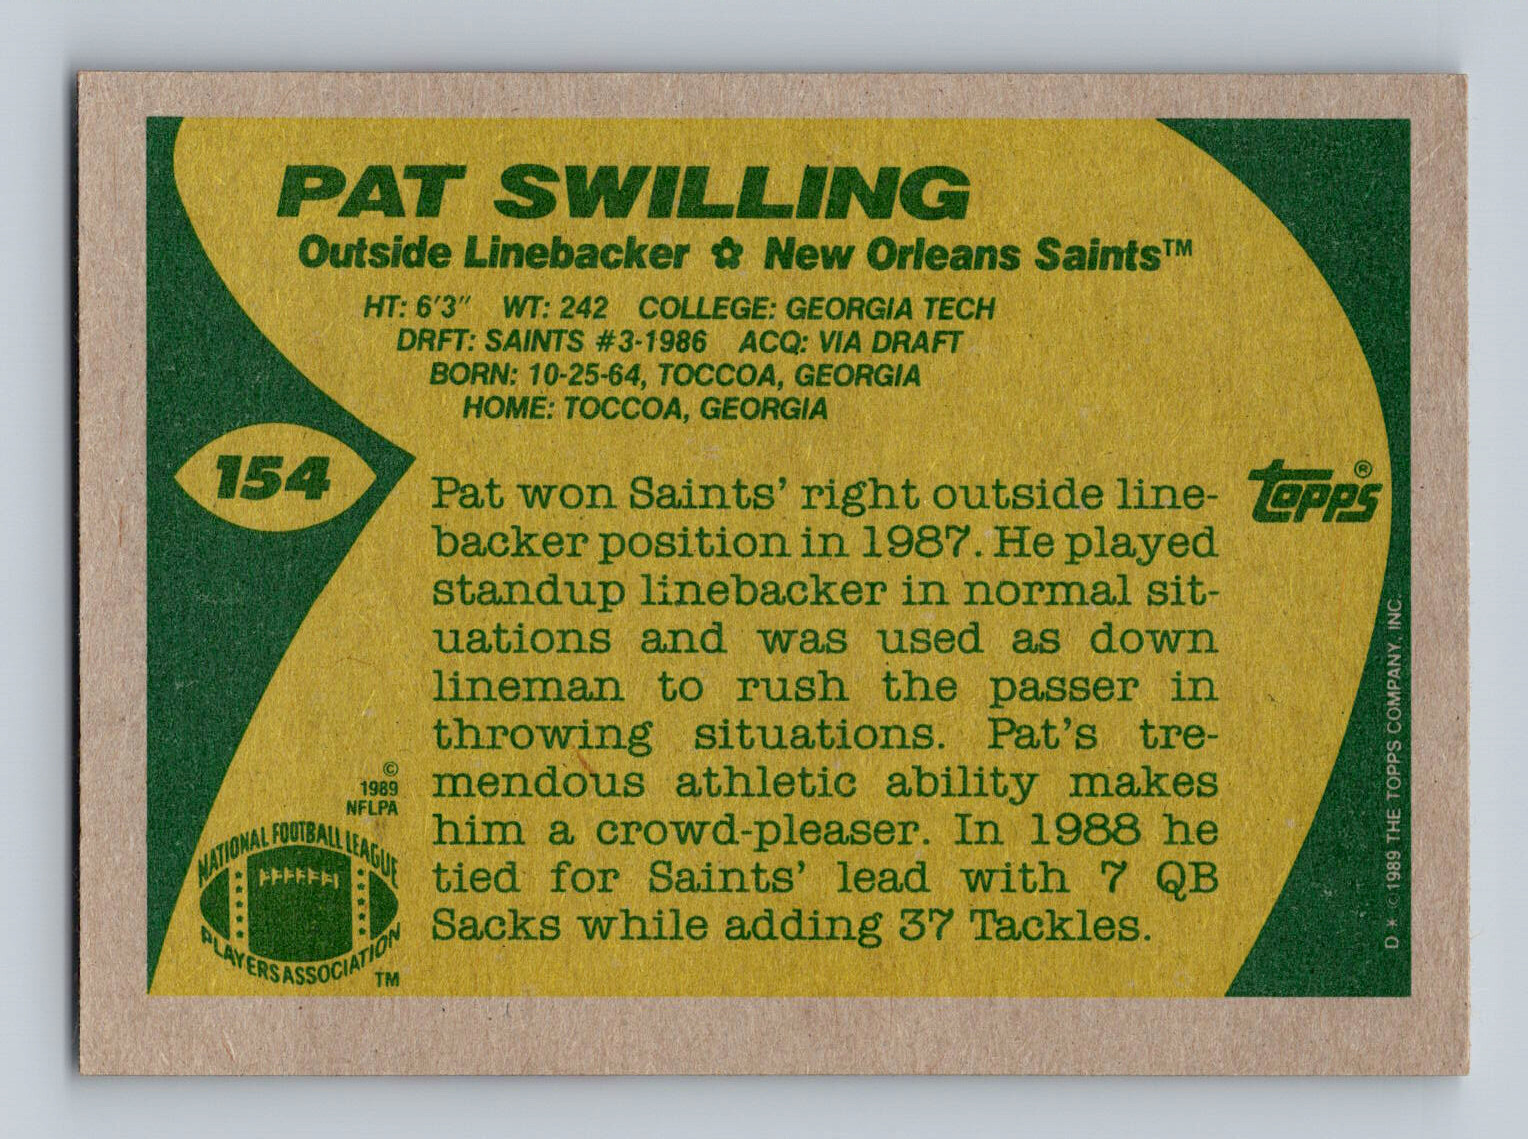 PAT SWILLING
Outside Linebacker ✿ New Orleans Saints™
HT: 6'3" WT: 242 COLLEGE: GEORGIA TECH
DRFT: SAINTS #3-1986 ACQ: VIA DRAFT
BORN: 10-25-64, TOCCOA, GEORGIA
HOME: TOCCOA, GEORGIA
154
Pat won Saints' right outside line-
backer position in 1987. He played
standup linebacker in normal sit-
uations and was used as down
lineman to rush the passer in
throwing situations. Pat's tre-
mendous athletic ability makes
him a crowd-pleaser. In 1988 he
tied for Saints' lead with 7 QB
Sacks while adding 37 Tackles.
topps®
©
1989
NFLPA
NATIONAL FOOTBALL LEAGUE
PLAYERS ASSOCIATION
TM
D * © 1989 THE TOPPS COMPANY, INC.